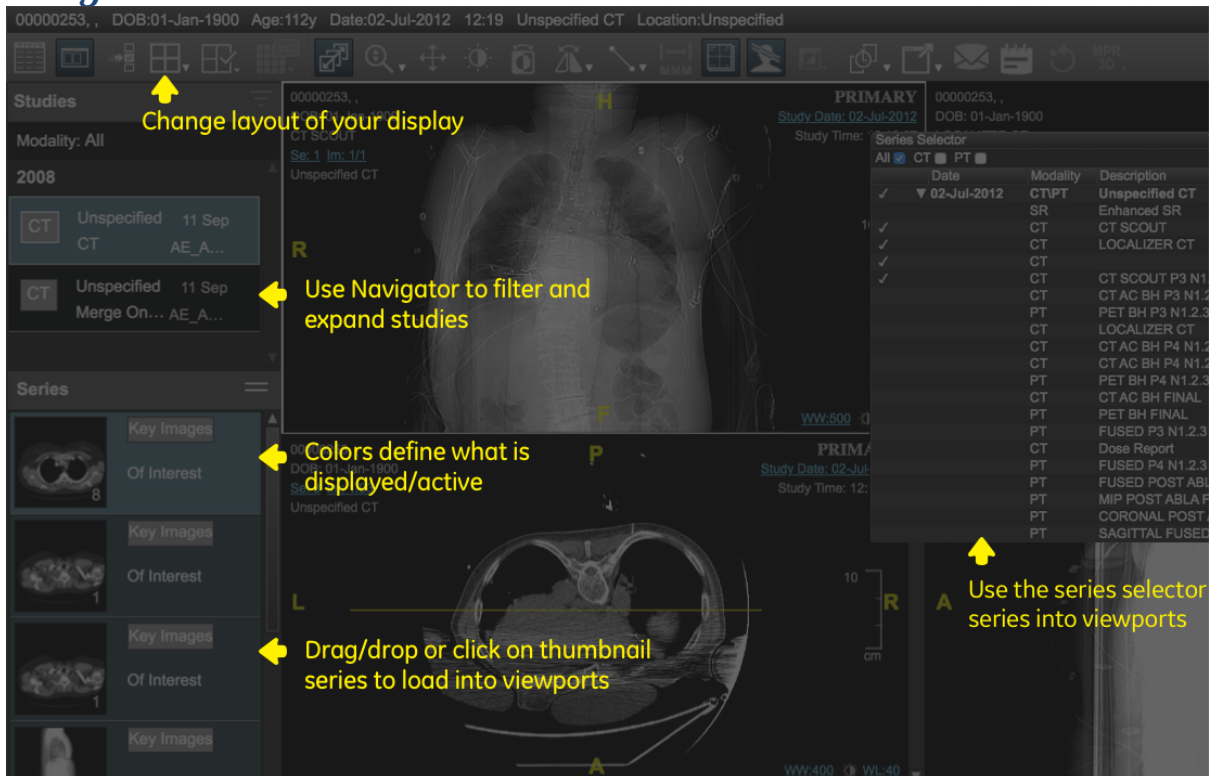 00000253, , DOB:01-Jan-1900 Age:112y Date:02-Jul-2012 12:19 Unspecified CT Location:Unspecified
MPR
3D
Studies
Change layout of your display
Modality: All
2008
CT Unspecified 11 Sep
CT AE_A...
CT Unspecified 11 Sep
Merge On... AE_A...
Use Navigator to filter and
expand studies
Series
Key Images
Of Interest
8
Colors define what is
displayed/active
Key Images
Of Interest
1
Key Images
Of Interest
1
Drag/drop or click on thumbnail
series to load into viewports
Key Images
00000253, ,
DOB: 01-Jan-1900
CT SCOUT
Se: 1 Im: 1/1
Unspecified CT
H
PRIMARY
Study Date: 02-Jul-2012
Study Time:
R
F
WW:500
DOB: 01-Jan-1900
Unspecified CT
P
PRIMA
Study Date: 02-Jul-
Study Time: 12:
L
10
R
cm
A
WW:400 WL:40
00000253, ,
DOB: 01-Jan-1900
Series Selector
All CT PT
Date Modality Description
02-Jul-2012 CT\PT Unspecified CT
SR Enhanced SR
CT CT SCOUT
CT LOCALIZER CT
CT
CT CT SCOUT P3 N1.
CT CT AC BH P3 N1.2
PT PET BH P3 N1.2.3
CT LOCALIZER CT
CT CT AC BH P4 N1.2
CT CT AC BH P4 N1.2
PT PET BH P4 N1.2.3
CT CT AC BH FINAL
PT PET BH FINAL
PT FUSED P3 N1.2.3
CT Dose Report
PT FUSED P4 N1.2.3
PT FUSED POST ABL
PT MIP POST ABLA F
PT CORONAL POST
PT SAGITTAL FUSED
A
Use the series selector
series into viewports